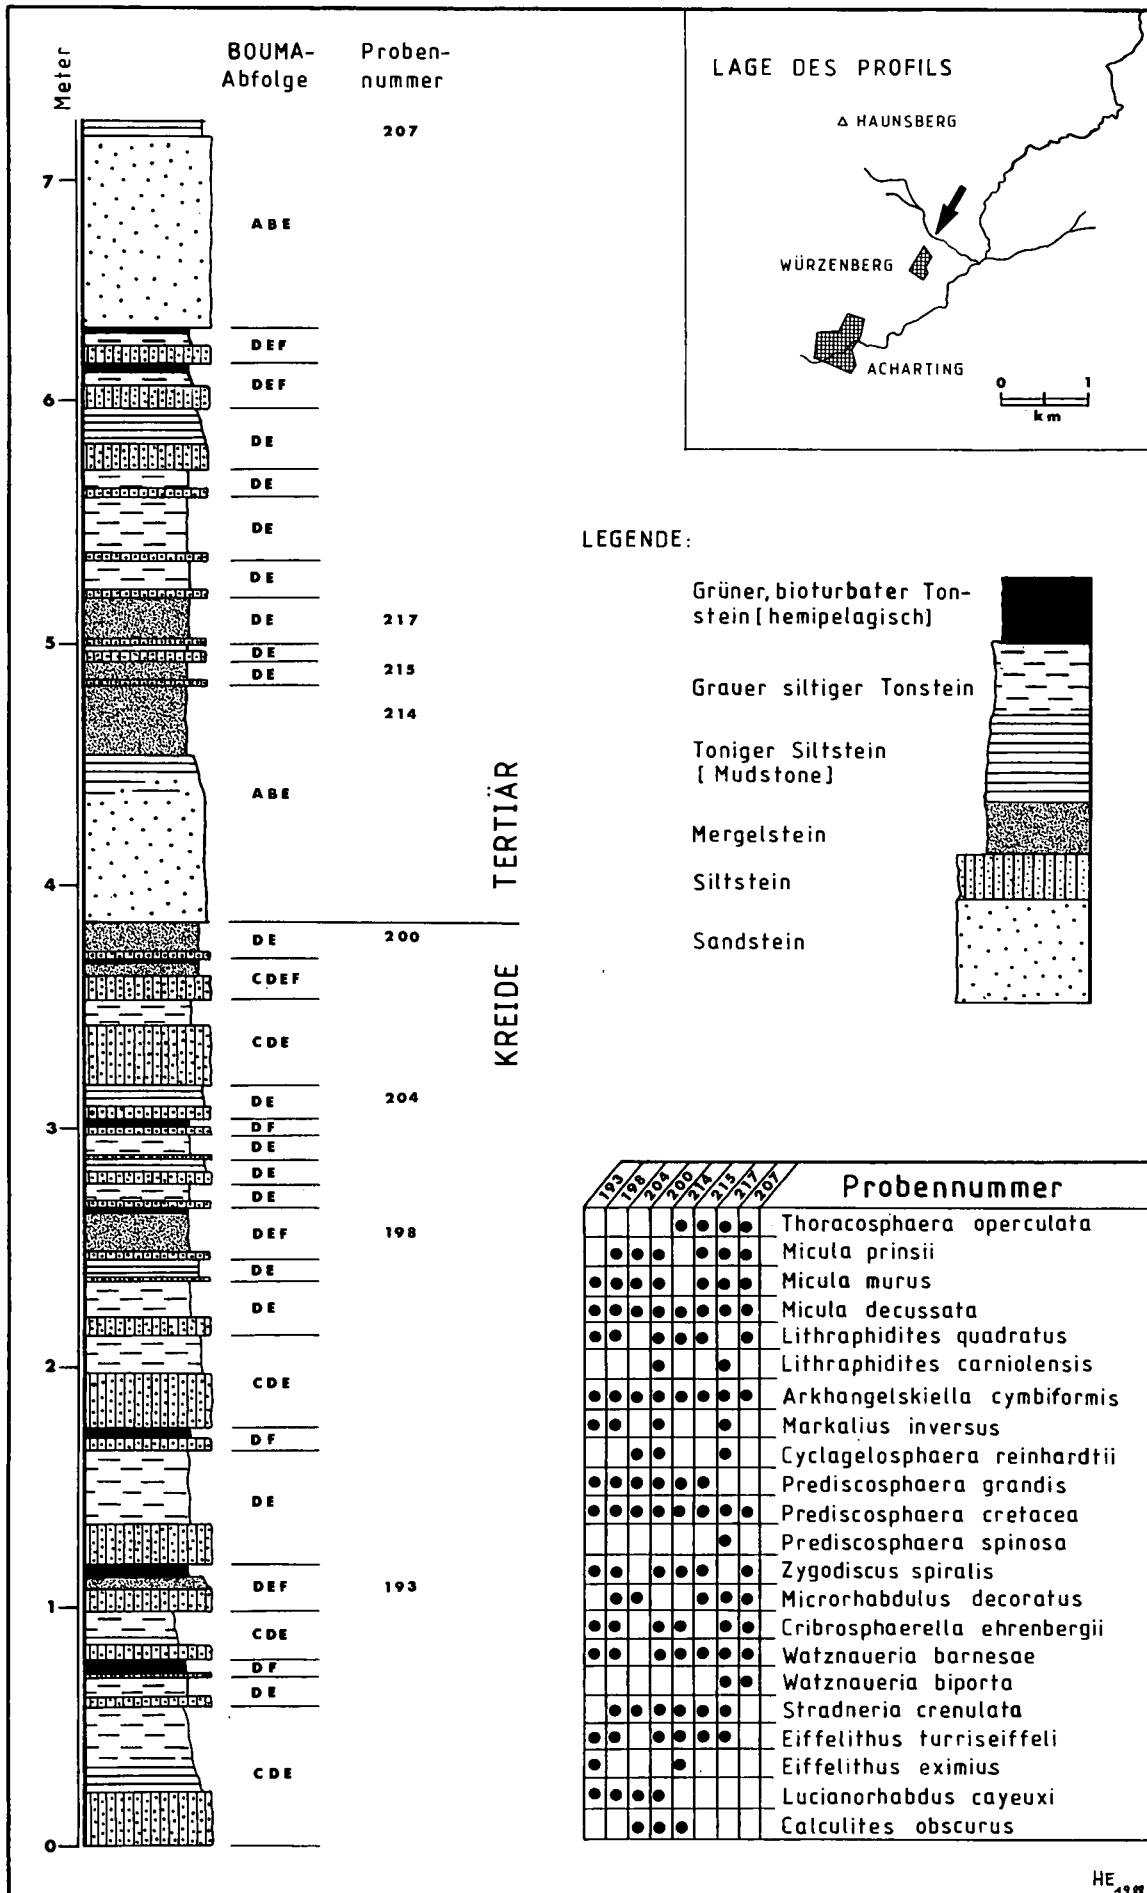 Meter
BOUMA-
Abfolge
Proben-
nummer
7
6
5
4
3
2
1
0
207
ABE
DEF
DEF
DE
DE
DE
DE
DE
217
DE
DE
215
214
ABE
TERTIÄR
KREIDE
DE
200
CDEF
CDE
DE
204
DF
DE
DE
DE
DEF
198
DE
DE
CDE
DF
DE
DEF
193
CDE
DF
DE
CDE
LAGE DES PROFILS
△ HAUNSBERG
WÜRZENBERG
ACHARTING
0 1
km
LEGENDE:
Grüner, bioturbater Ton-
stein [hemipelagisch]
Grauer siltiger Tonstein
Toniger Siltstein
[Mudstone]
Mergelstein
Siltstein
Sandstein
193 198 204 200 214 215 217 207
Probennummer
Thoracosphaera operculata
Micula prinsii
Micula murus
Micula decussata
Lithraphidites quadratus
Lithraphidites carniolensis
Arkhangelskiella cymbiformis
Markalius inversus
Cyclagelosphaera reinhardtii
Prediscosphaera grandis
Prediscosphaera cretacea
Prediscosphaera spinosa
Zygodiscus spiralis
Microrhabdulus decoratus
Cribrosphaerella ehrenbergii
Watznaueria barnesae
Watznaueria biporta
Stradneria crenulata
Eiffelithus turriseiffeli
Eiffelithus eximius
Lucianorhabdus cayeuxi
Calculites obscurus
HE